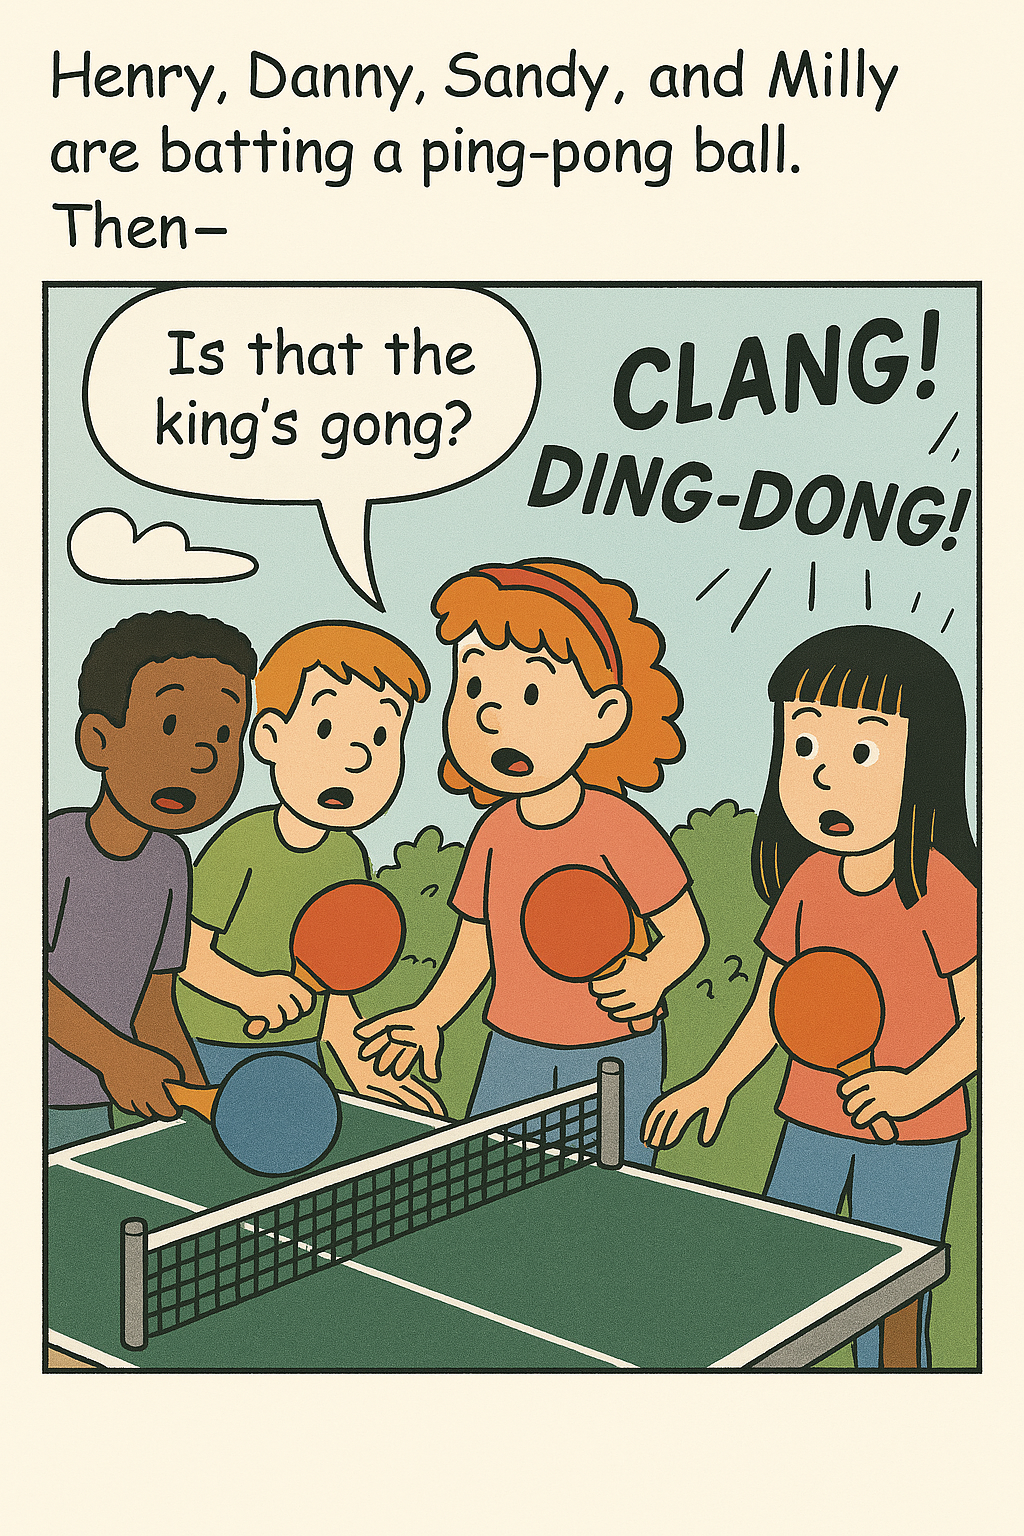 Henry, Danny, Sandy, and Milly
are batting a ping-pong ball.
Then—
Is that the
king's gong?
CLANG!
DING-DONG!